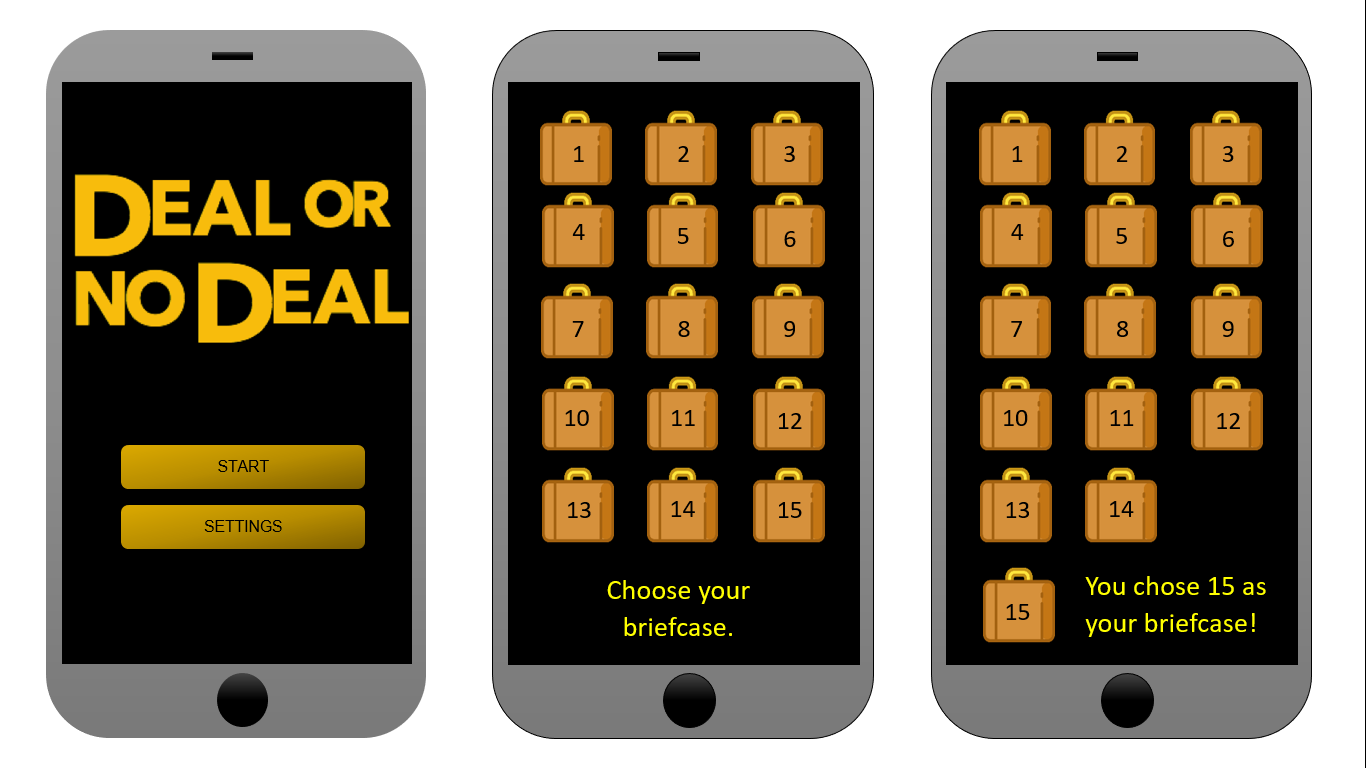 DEAL OR
NO DEAL
START
SETTINGS
1 2 3
4 5 6
7 8 9
10 11 12
13 14 15
Choose your
briefcase.
1 2 3
4 5 6
7 8 9
10 11 12
13 14
15
You chose 15 as
your briefcase!